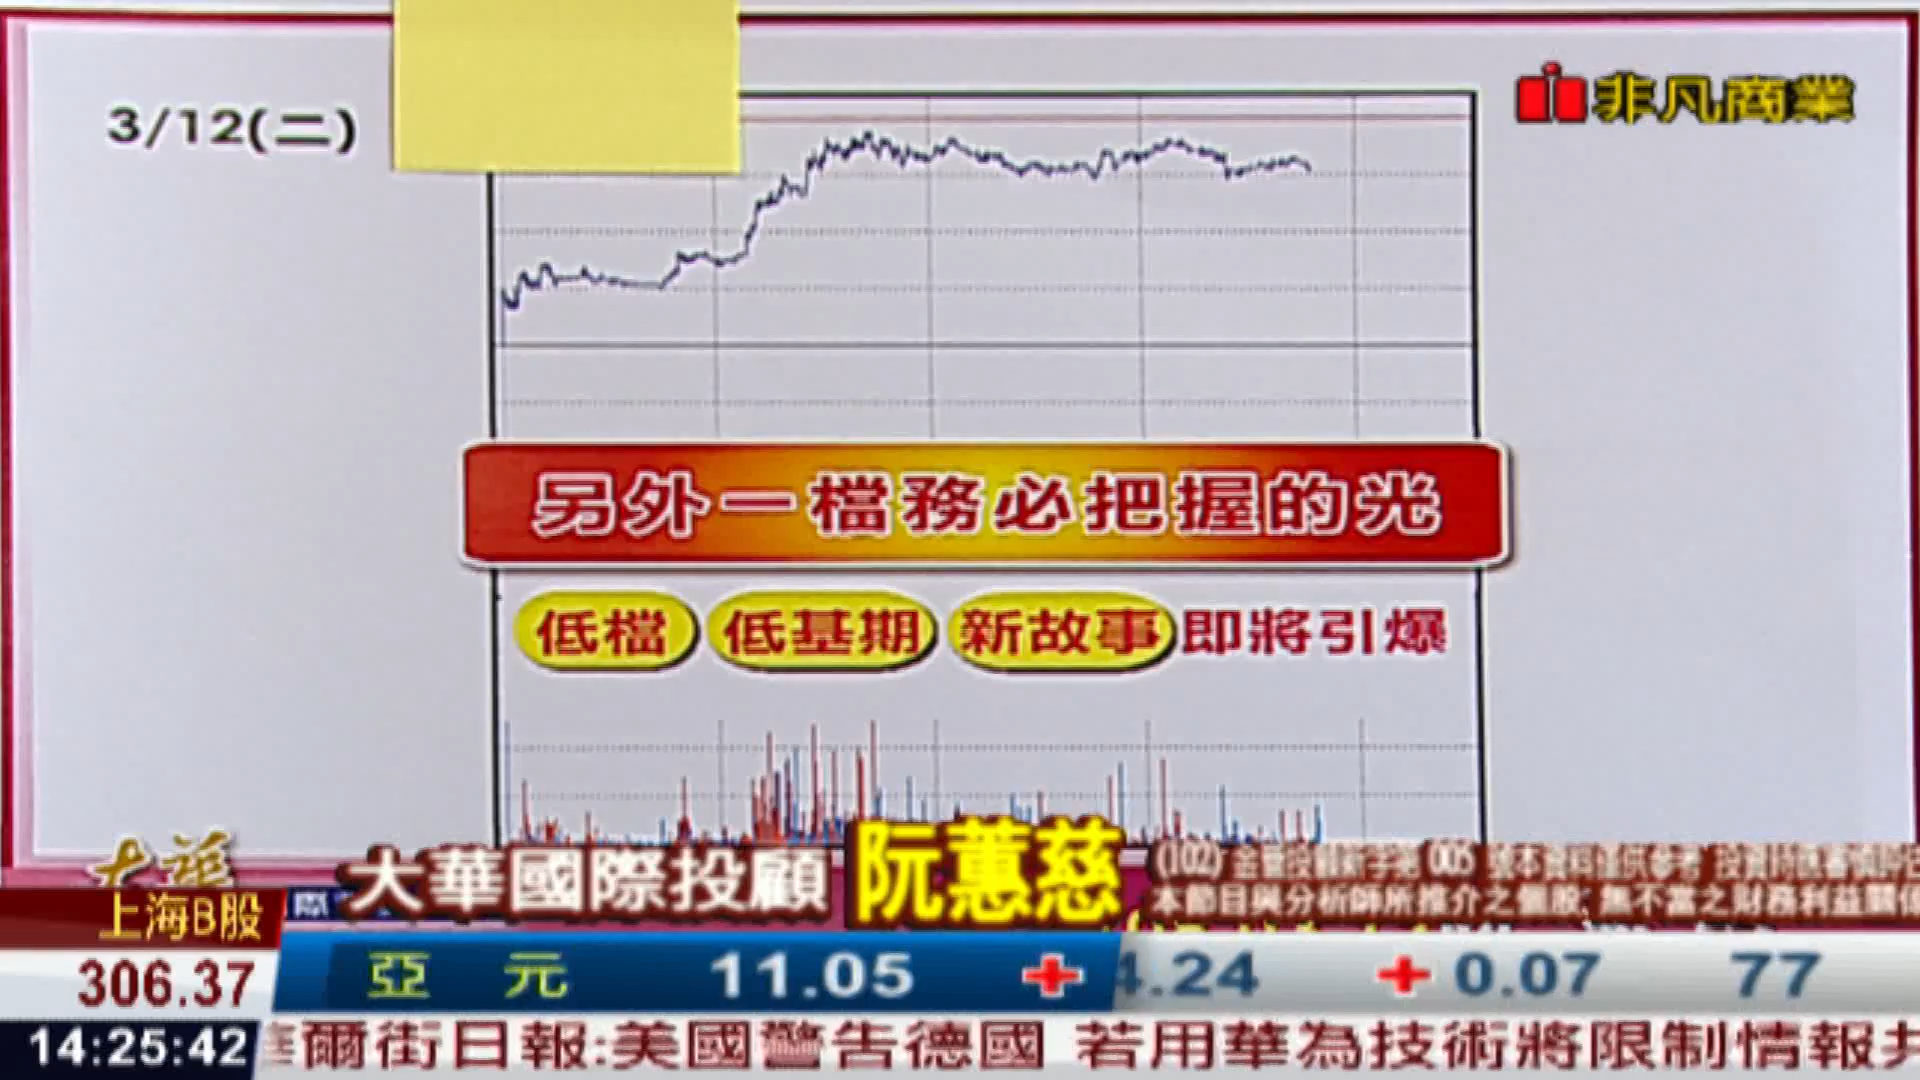 3/12(二)
非凡商業
另外一檔務必把握的光
低檔 低基期 新故事即將引爆
大華
大華國際投顧 阮蕙慈
本節目與分析師所推介之個股 無不當之財務利益關係
上海B股
際
306.37
亞 元 11.05 + 4.24 + 0.07 77
14:25:42
華爾街日報:美國警告德國 若用華為技術將限制情報共